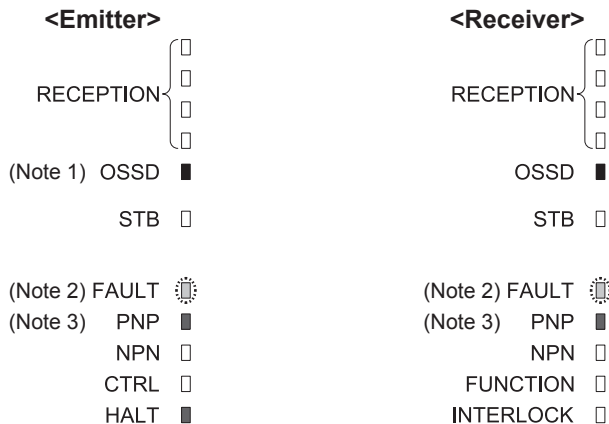 <Emitter>
RECEPTION
(Note 1) OSSD
STB
(Note 2) FAULT
(Note 3) PNP
NPN
CTRL
HALT
<Receiver>
RECEPTION
OSSD
STB
(Note 2) FAULT
(Note 3) PNP
NPN
FUNCTION
INTERLOCK